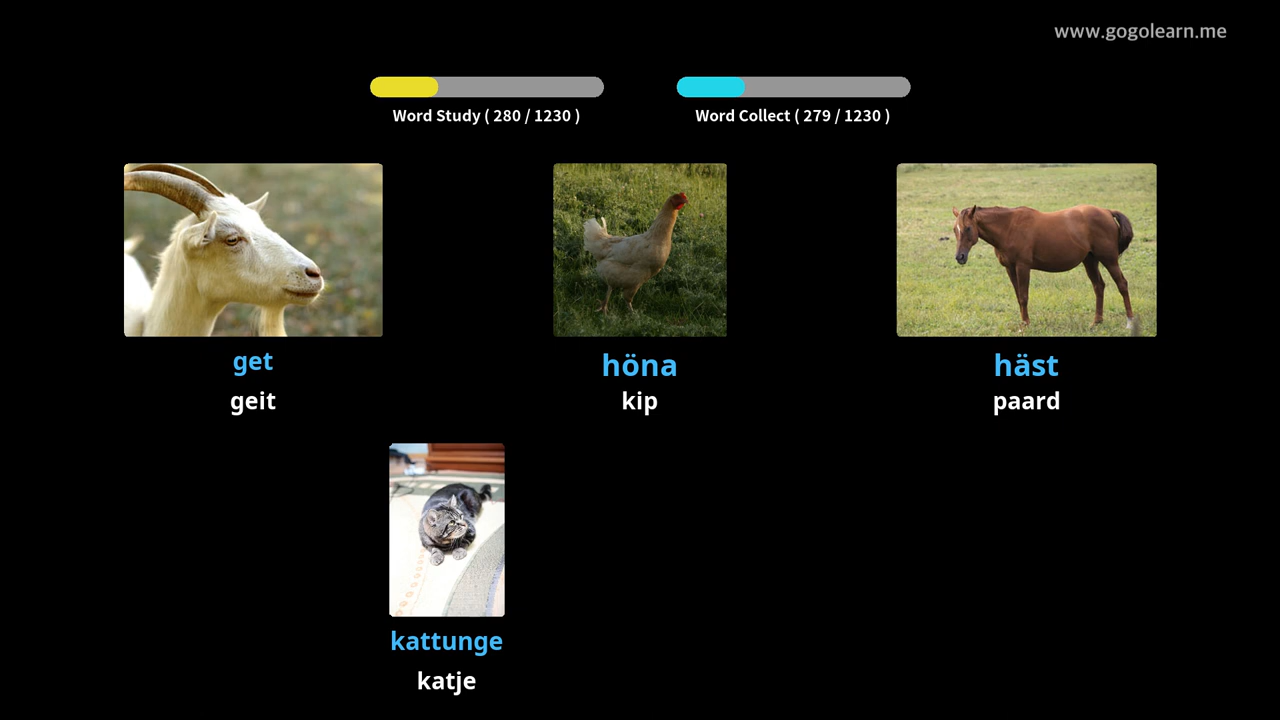 www.gogolearn.me
Word Study ( 280 / 1230 )
Word Collect ( 279 / 1230 )
get
höna
häst
geit
kip
paard
kattunge
katje